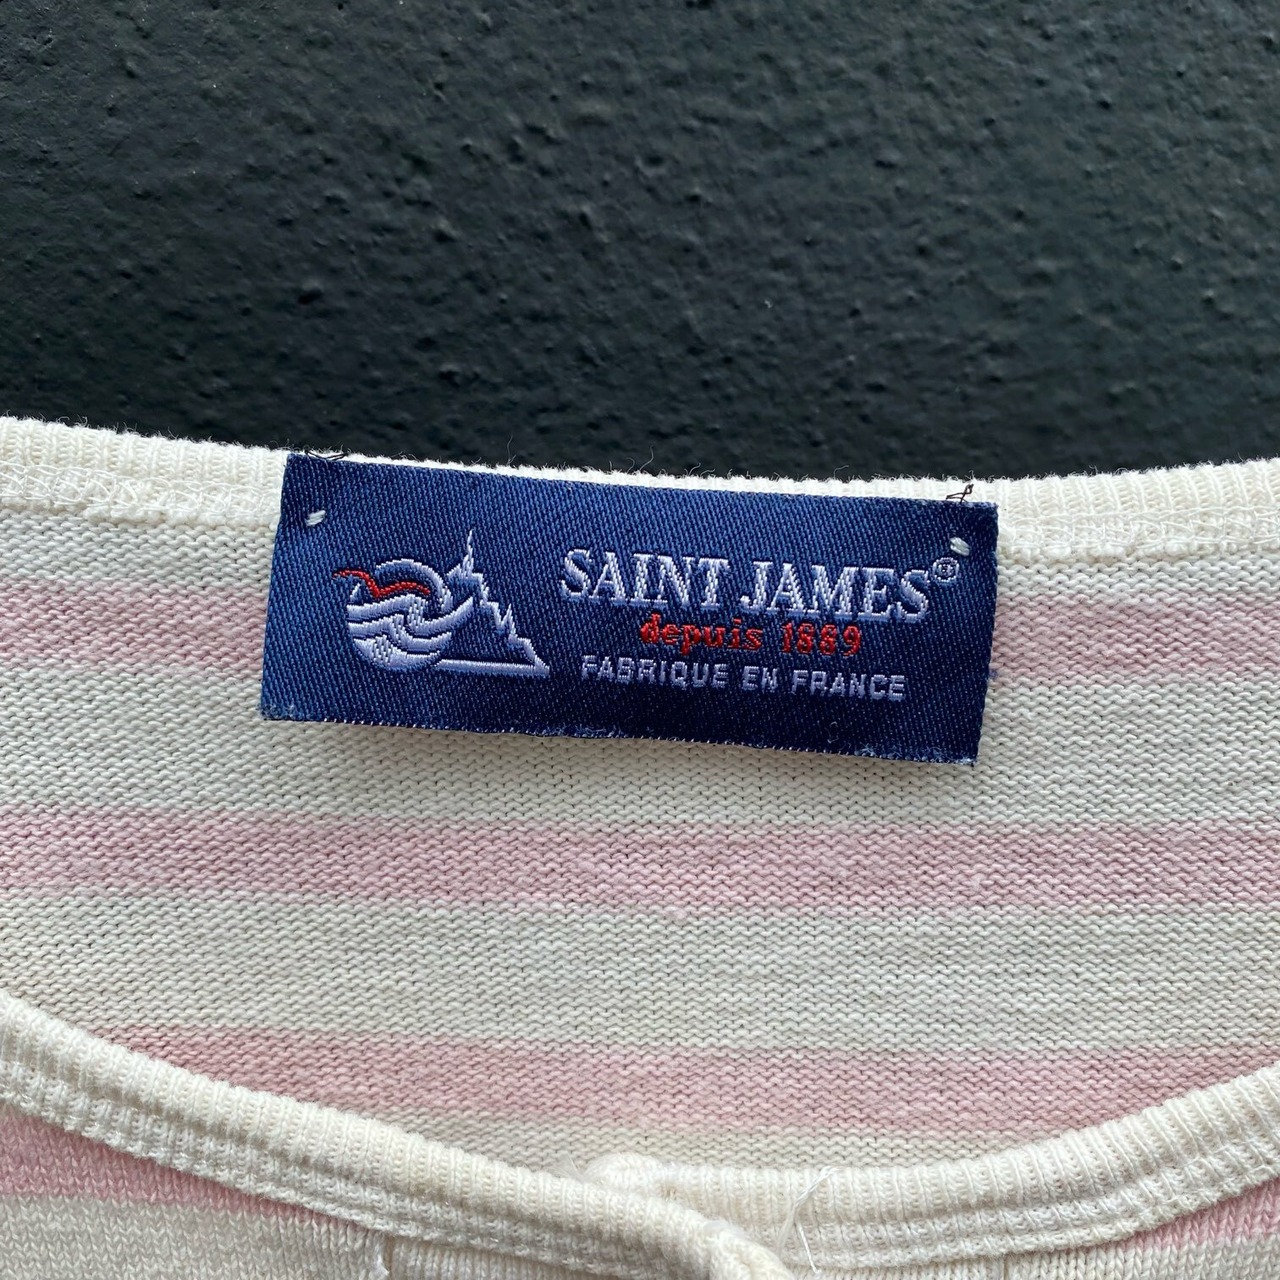 SAINT JAMES®
depuis 1889
FABRIQUE EN FRANCE